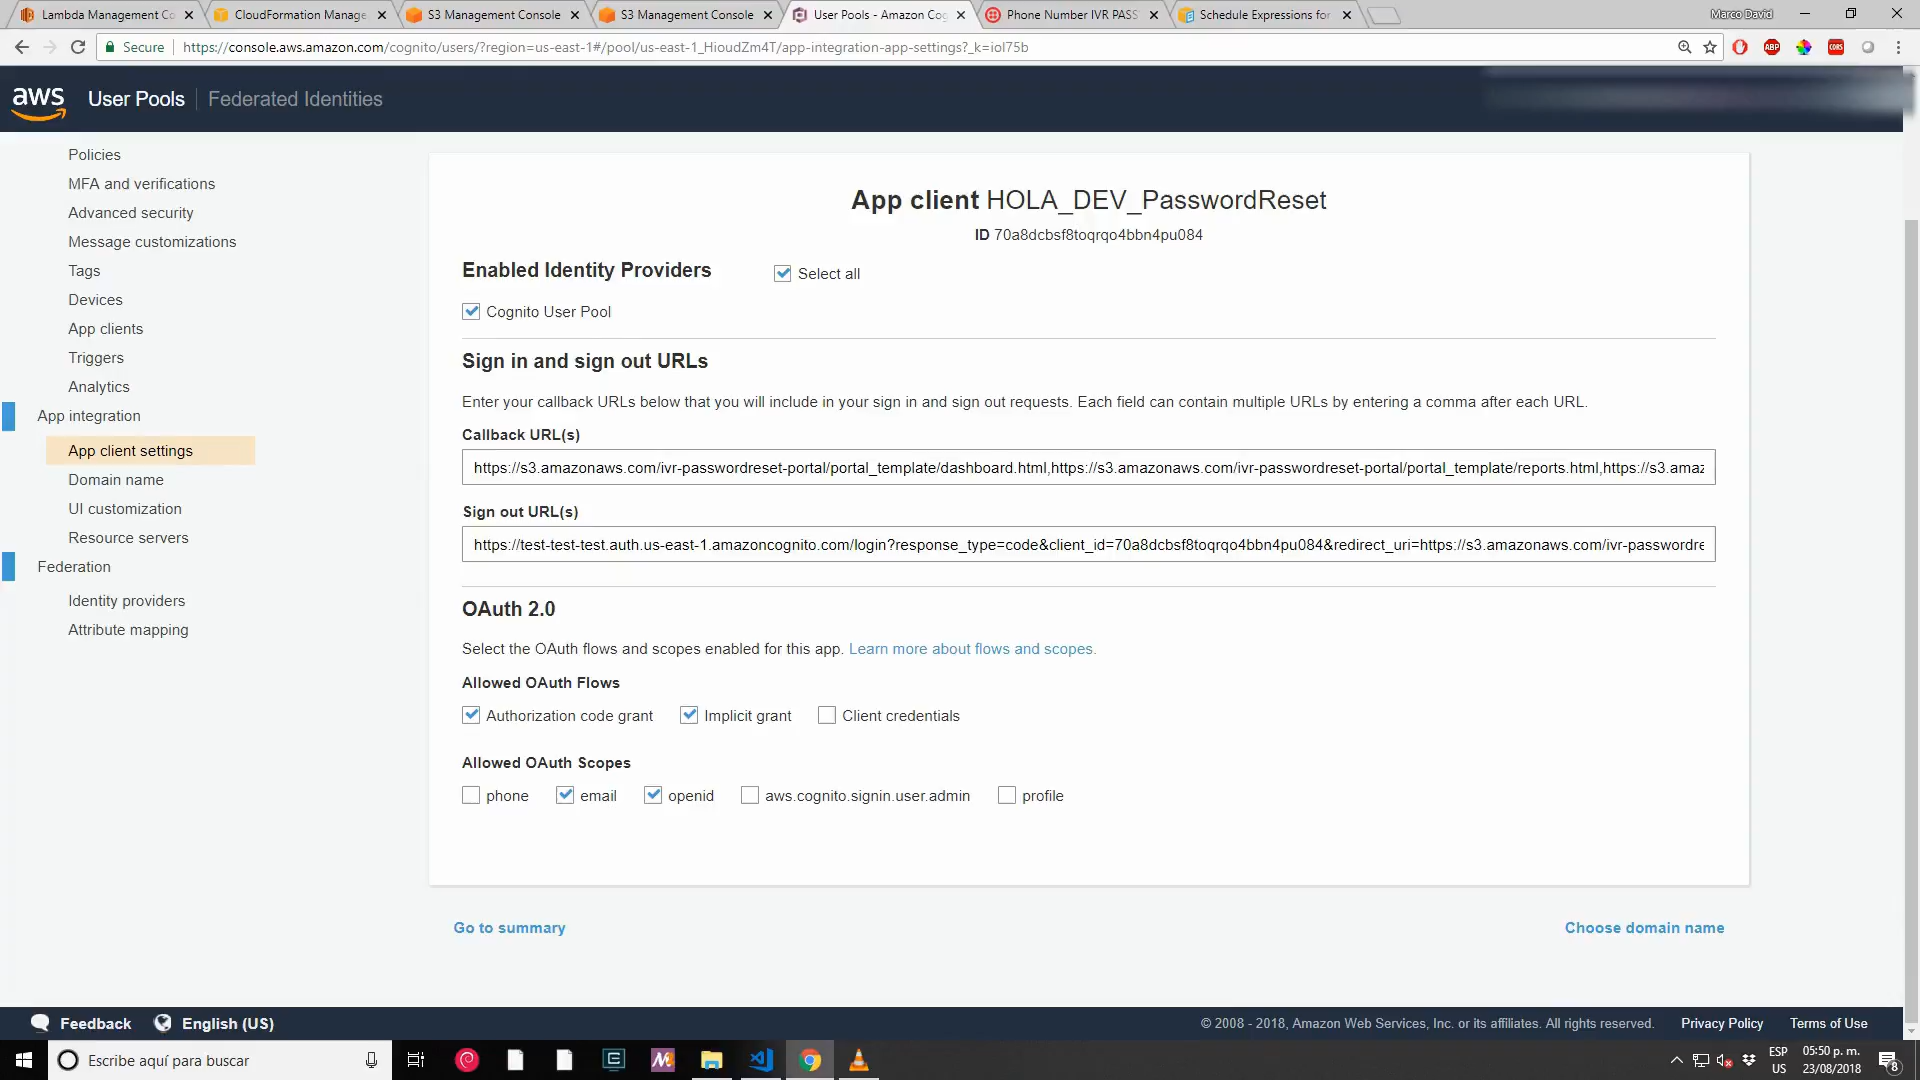 Lambda Management Co
CloudFormation Manage
S3 Management Console
S3 Management Console
User Pools - Amazon Cog
Phone Number IVR PASS
Schedule Expressions for
Marco David
Secure
https://console.aws.amazon.com/cognito/users/?region=us-east-1#/pool/us-east-1_HioudZm4T/app-integration-app-settings?_k=iol75b
ABP
CORS
aws
User Pools
Federated Identities
Policies
MFA and verifications
Advanced security
Message customizations
Tags
Devices
App clients
Triggers
Analytics
App integration
App client settings
Domain name
UI customization
Resource servers
Federation
Identity providers
Attribute mapping
App client HOLA_DEV_PasswordReset
ID 70a8dcbsf8toqrqo4bbn4pu084
Enabled Identity Providers
Select all
Cognito User Pool
Sign in and sign out URLs
Enter your callback URLs below that you will include in your sign in and sign out requests. Each field can contain multiple URLs by entering a comma after each URL.
Callback URL(s)
https://s3.amazonaws.com/ivr-passwordreset-portal/portal_template/dashboard.html,https://s3.amazonaws.com/ivr-passwordreset-portal/portal_template/reports.html,https://s3.amaz
Sign out URL(s)
https://test-test-test.auth.us-east-1.amazoncognito.com/login?response_type=code&client_id=70a8dcbsf8toqrqo4bbn4pu084&redirect_uri=https://s3.amazonaws.com/ivr-passwordre
OAuth 2.0
Select the OAuth flows and scopes enabled for this app. Learn more about flows and scopes.
Allowed OAuth Flows
Authorization code grant
Implicit grant
Client credentials
Allowed OAuth Scopes
phone
email
openid
aws.cognito.signin.user.admin
profile
Go to summary
Choose domain name
Feedback
English (US)
© 2008 - 2018, Amazon Web Services, Inc. or its affiliates. All rights reserved.
Privacy Policy
Terms of Use
Escribe aquí para buscar
ESP
US
05:50 p. m.
23/08/2018
8